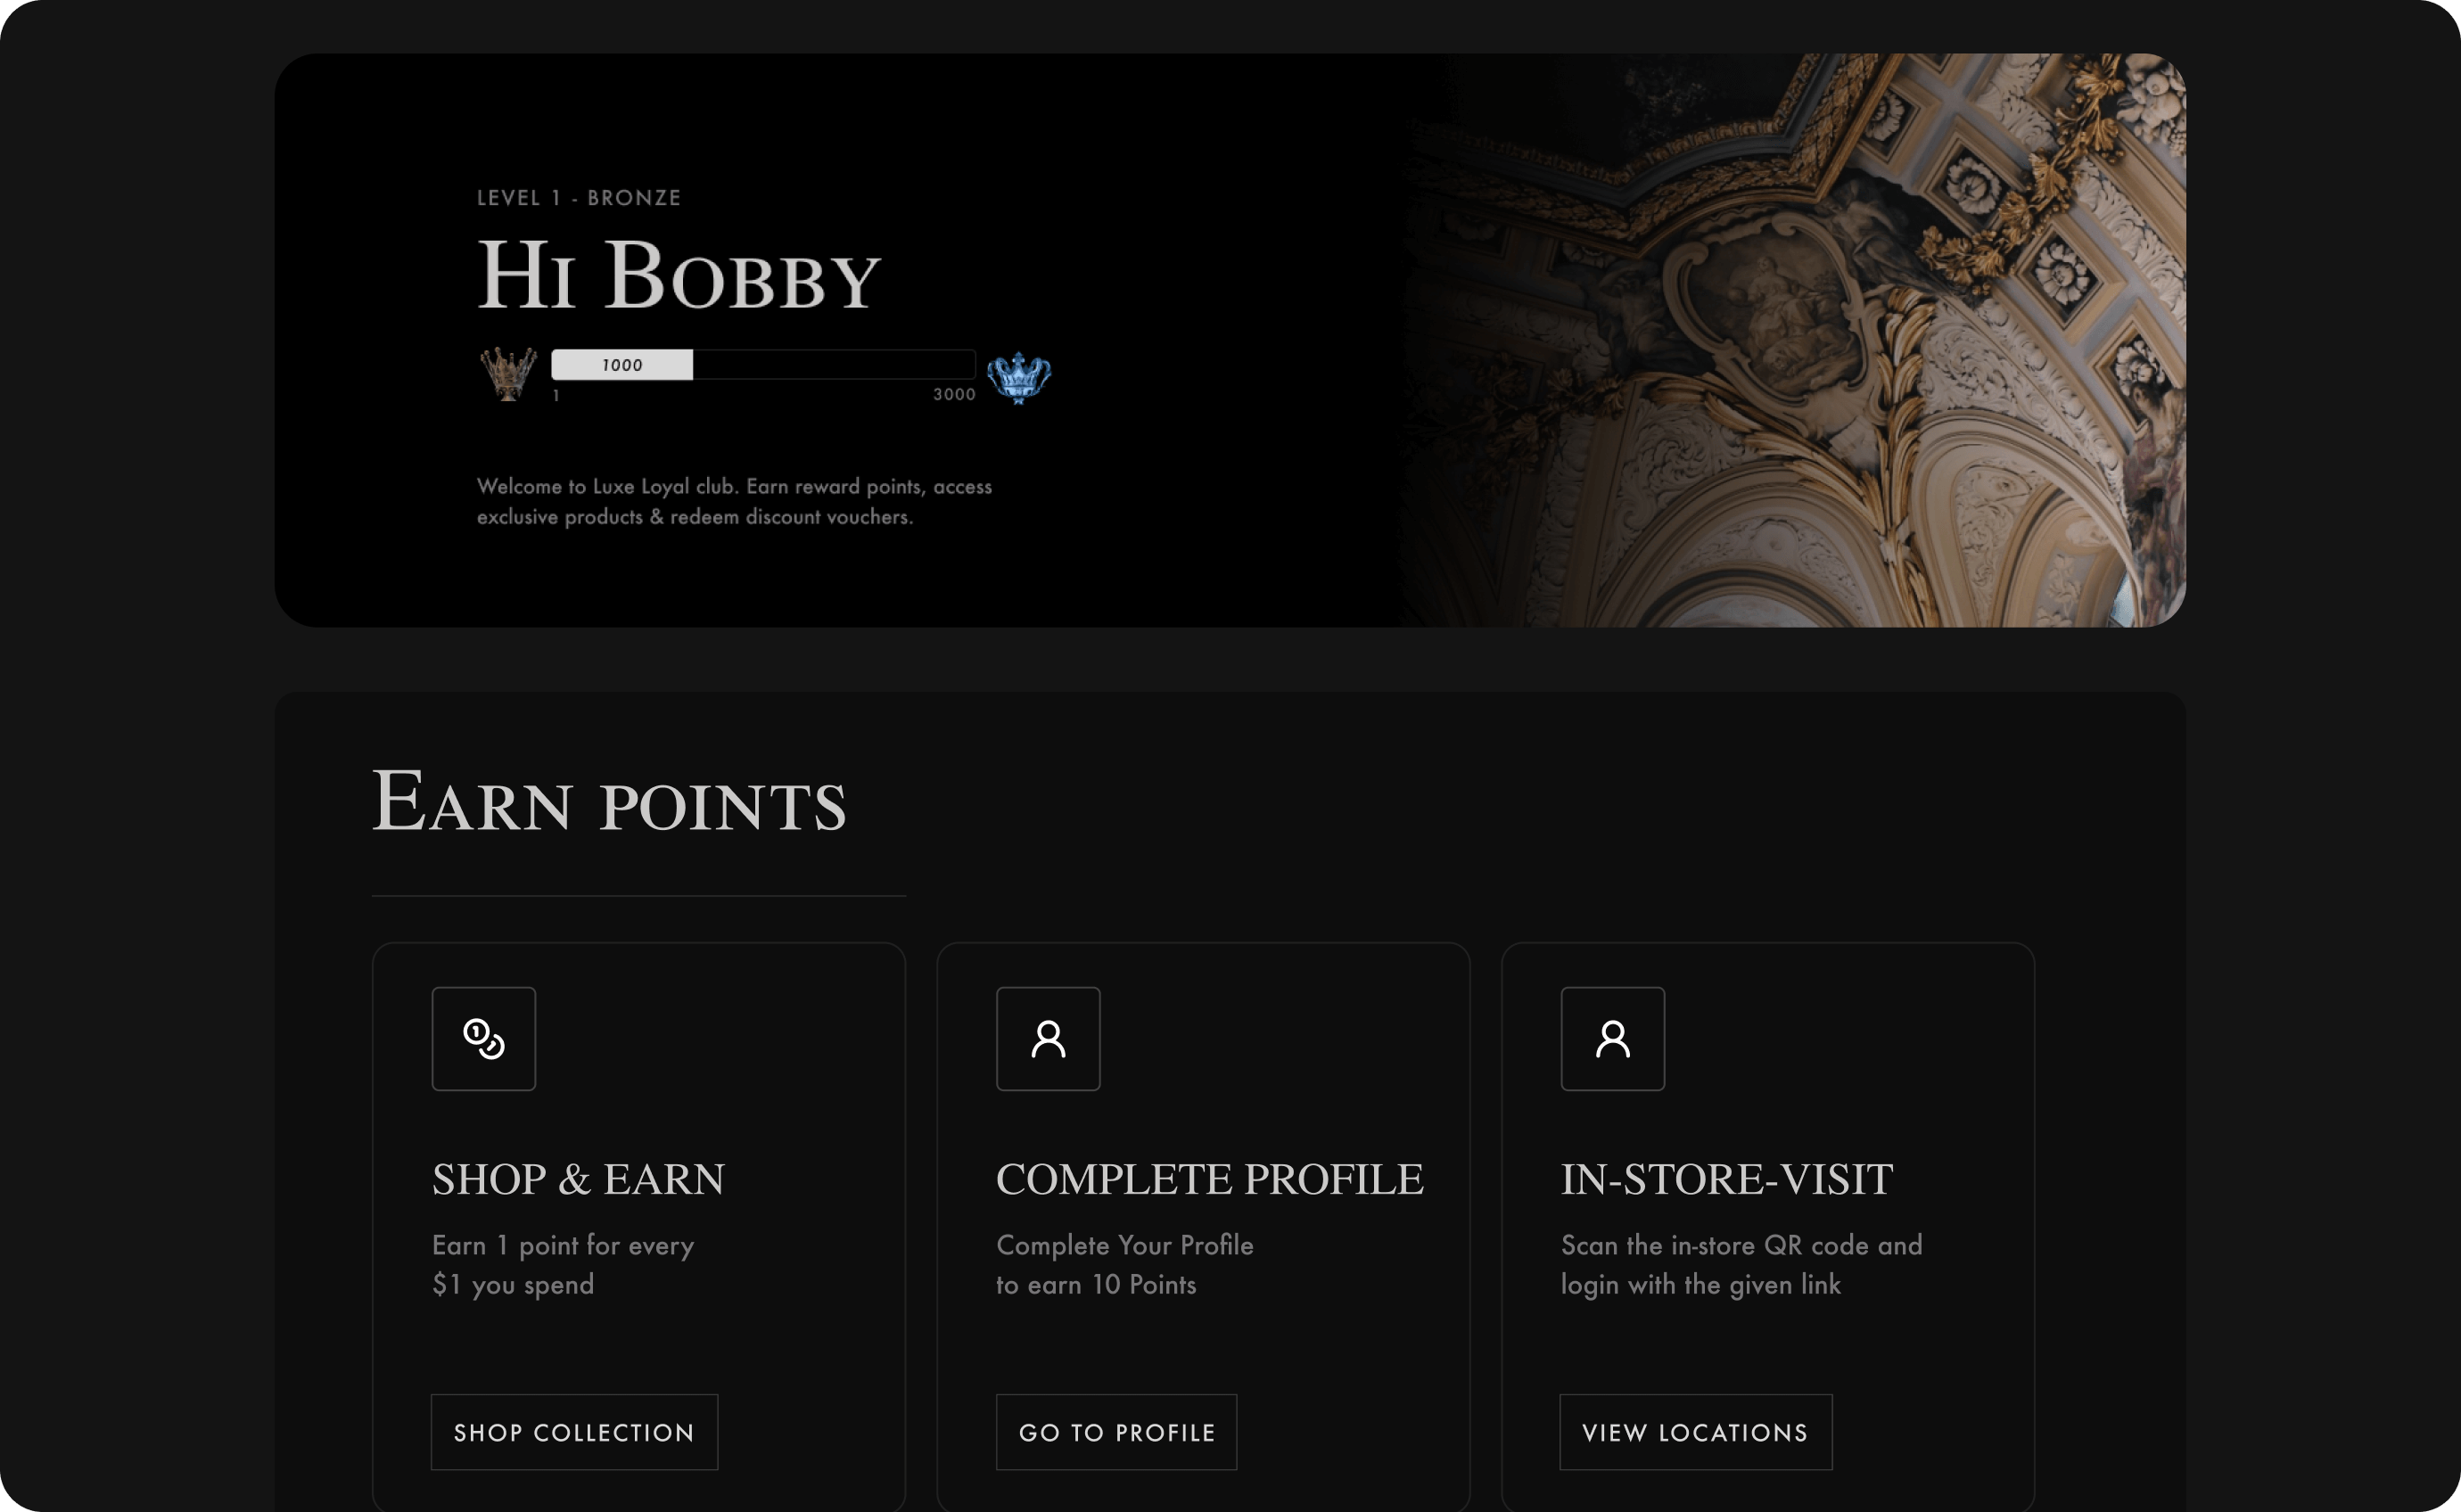 LEVEL 1 - BRONZE
Hi Bobby
1000
1
3000
Welcome to Luxe Loyal club. Earn reward points, access
exclusive products & redeem discount vouchers.
Earn points
SHOP & EARN
Earn 1 point for every
$1 you spend
SHOP COLLECTION
COMPLETE PROFILE
Complete Your Profile
to earn 10 Points
GO TO PROFILE
IN-STORE-VISIT
Scan the in-store QR code and
login with the given link
VIEW LOCATIONS